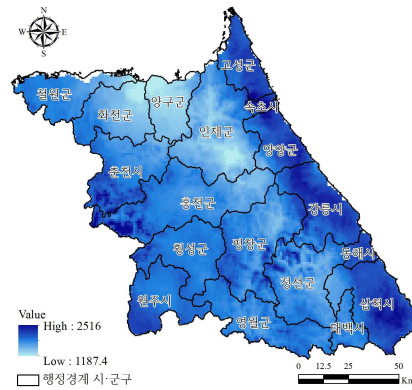 N
W E
S
고성군
철원군
양구군
화천군
속초시
인제군
양양군
춘천시
홍천군
강릉시
횡성군
평창군
동해시
정선군
원주시
삼척시
영월군
태백시
Value
High : 2516
Low : 1187.4
행정경계 시·군구
0 12.5 25 50
Km